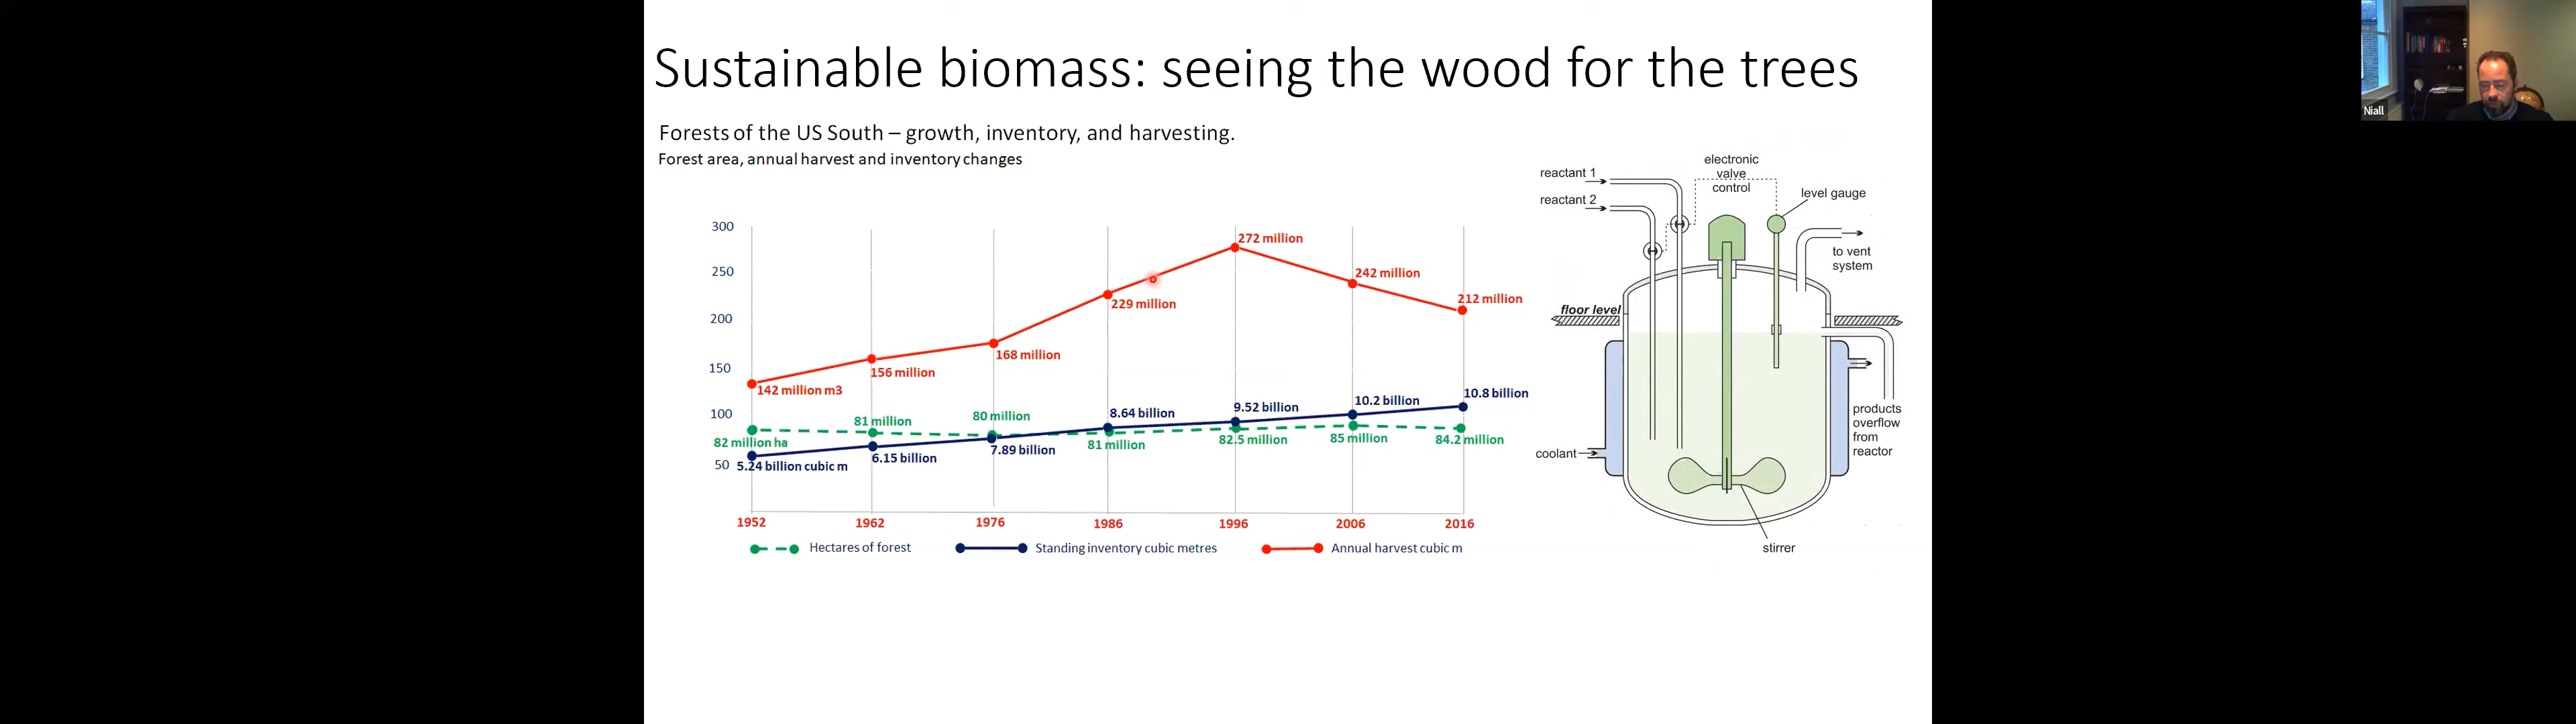 Sustainable biomass: seeing the wood for the trees
Forests of the US South – growth, inventory, and harvesting.
Forest area, annual harvest and inventory changes
300
250
200
150
100
50
272 million
242 million
212 million
229 million
168 million
156 million
142 million m3
10.8 billion
10.2 billion
9.52 billion
8.64 billion
80 million
81 million
82 million ha
82.5 million
85 million
84.2 million
81 million
7.89 billion
6.15 billion
5.24 billion cubic m
1952
1962
1976
1986
1996
2006
2016
Hectares of forest
Standing inventory cubic metres
Annual harvest cubic m
electronic
valve
control
reactant 1
reactant 2
level gauge
to vent
system
floor level
products
overflow
from
reactor
coolant
stirrer
Niall